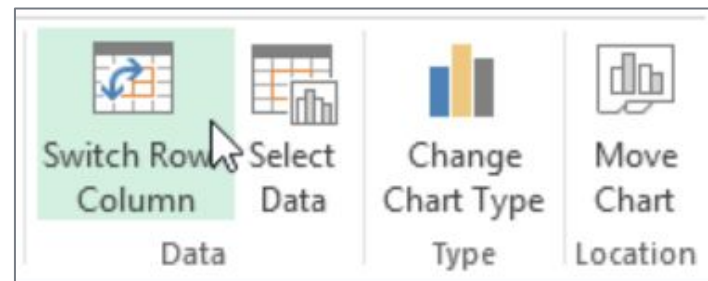 Switch Row
Column
Select
Data
Change
Chart Type
Move
Chart
Data
Type
Location